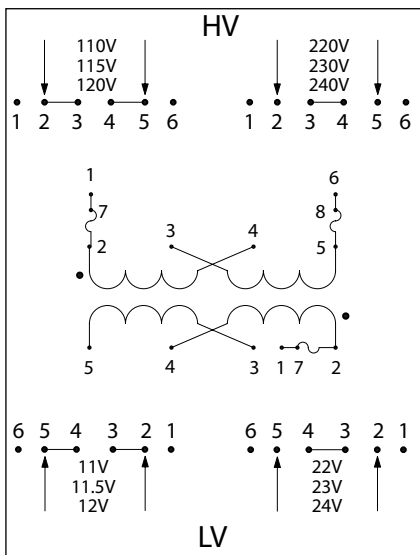 HV
110V 220V
115V 230V
120V 240V
1 2 3 4 5 6 1 2 3 4 5 6
1 6
7 8
2 3 4 5
5 4 3 1 7 2
6 5 4 3 2 1 6 5 4 3 2 1
11V 22V
11.5V 23V
12V 24V
LV